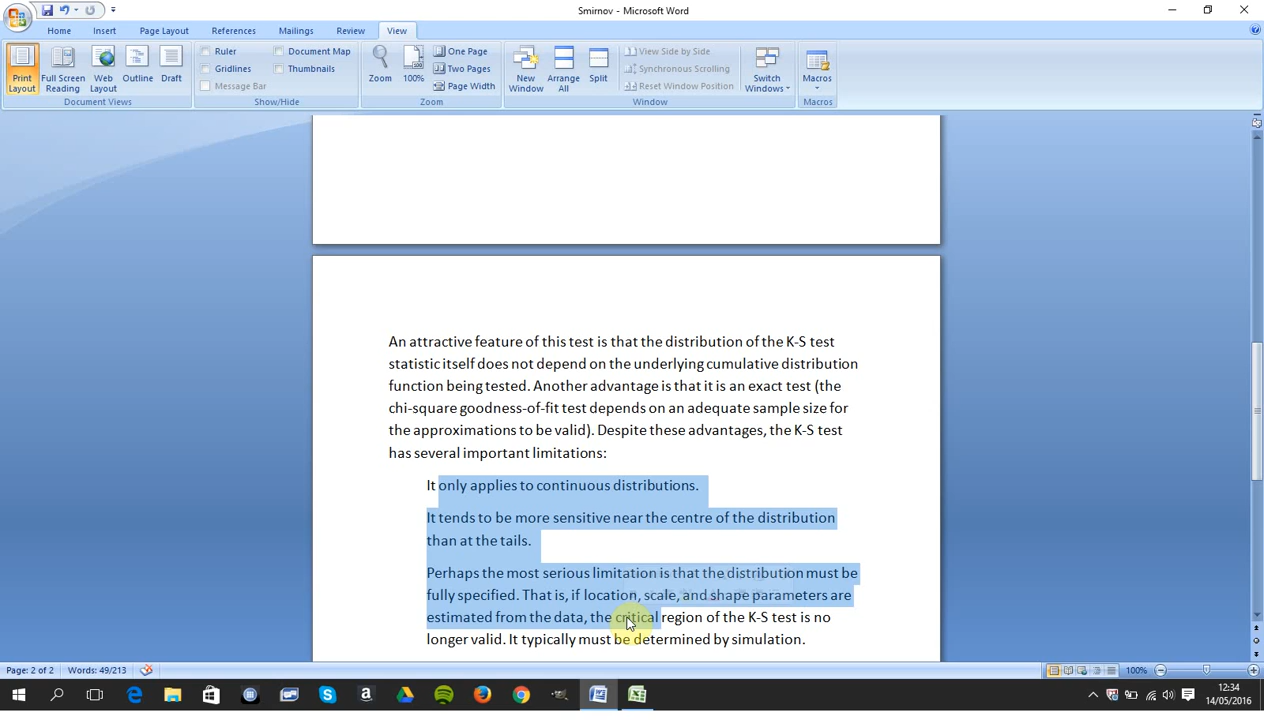 Smirnov - Microsoft Word
Home Insert Page Layout References Mailings Review View
Print Layout
Full Screen Reading
Web Layout
Outline
Draft
Document Views
Ruler
Gridlines
Message Bar
Document Map
Thumbnails
Show/Hide
Zoom
100%
One Page
Two Pages
Page Width
Zoom
New Window
Arrange All
Split
View Side by Side
Synchronous Scrolling
Reset Window Position
Window
Switch Windows
Macros
Macros
An attractive feature of this test is that the distribution of the K-S test
statistic itself does not depend on the underlying cumulative distribution
function being tested. Another advantage is that it is an exact test (the
chi-square goodness-of-fit test depends on an adequate sample size for
the approximations to be valid). Despite these advantages, the K-S test
has several important limitations:
It only applies to continuous distributions.
It tends to be more sensitive near the centre of the distribution
than at the tails.
Perhaps the most serious limitation is that the distribution must be
fully specified. That is, if location, scale, and shape parameters are
estimated from the data, the critical region of the K-S test is no
longer valid. It typically must be determined by simulation.
Page: 2 of 2 Words: 49/213 100%
12:34
14/05/2016